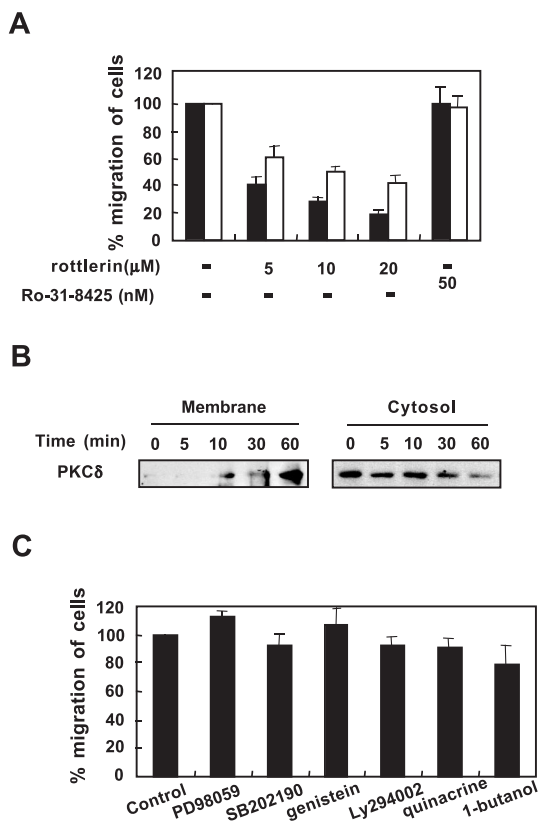 A
% migration of cells
120
100
80
60
40
20
0
rottlerin(μM) - 5 10 20 -
Ro-31-8425 (nM) - - - - 50
B
Membrane Cytosol
Time (min) 0 5 10 30 60 0 5 10 30 60
PKCδ
C
% migration of cells
120
100
80
60
40
20
0
Control PD98059 SB202190 genistein Ly294002 quinacrine 1-butanol